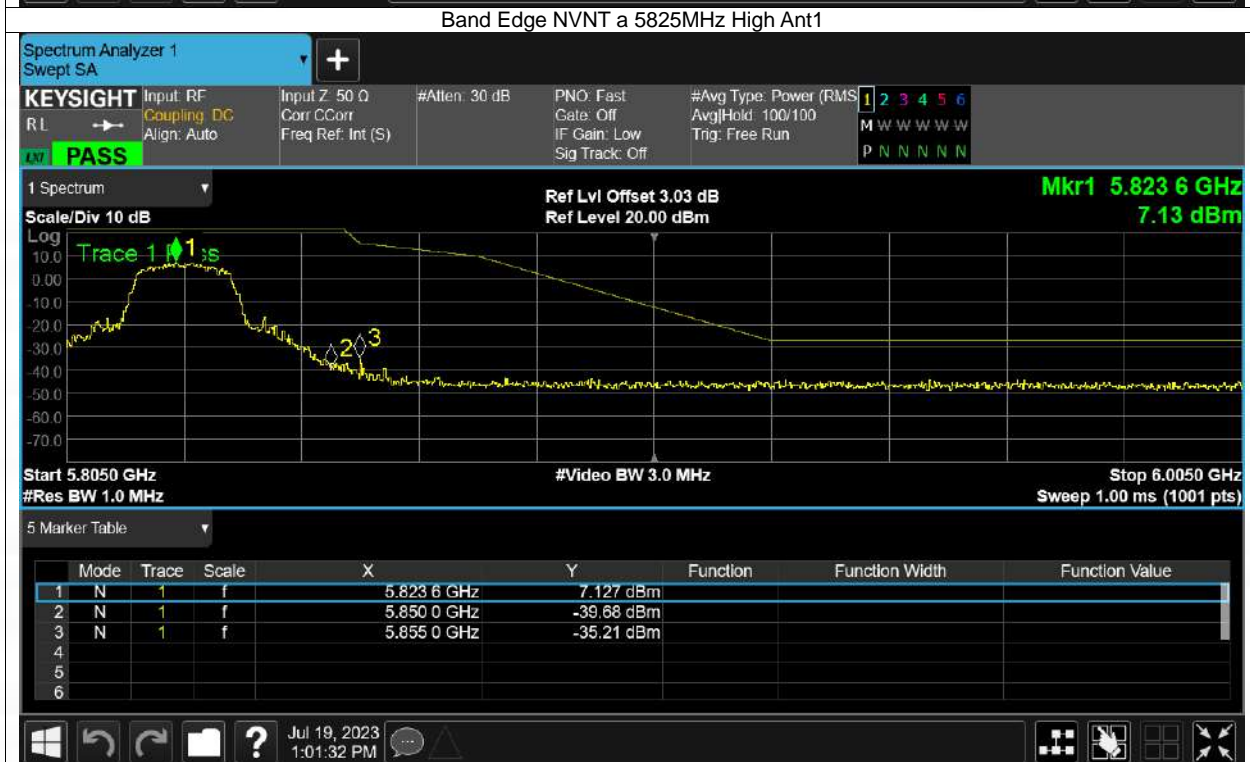 Band Edge NVNT a 5825MHz High Ant1
Spectrum Analyzer 1
Swept SA
+
KEYSIGHT
RL
LXI PASS
Input: RF
Coupling: DC
Align: Auto
Input Z: 50 Ω
Corr CCorr
Freq Ref: Int (S)
#Atten: 30 dB
PNO: Fast
Gate: Off
IF Gain: Low
Sig Track: Off
#Avg Type: Power (RMS
Avg|Hold: 100/100
Trig: Free Run
1 2 3 4 5 6
M W W W W W
P N N N N N
1 Spectrum
Scale/Div 10 dB
Ref Lvl Offset 3.03 dB
Ref Level 20.00 dBm
Mkr1 5.823 6 GHz
7.13 dBm
Log
Trace 1 Pass
1
2
3
10.0
0.00
-10.0
-20.0
-30.0
-40.0
-50.0
-60.0
-70.0
Start 5.8050 GHz
#Res BW 1.0 MHz
#Video BW 3.0 MHz
Stop 6.0050 GHz
Sweep 1.00 ms (1001 pts)
5 Marker Table
Mode Trace Scale X Y Function Function Width Function Value
1 N 1 f 5.823 6 GHz 7.127 dBm
2 N 1 f 5.850 0 GHz -39.68 dBm
3 N 1 f 5.855 0 GHz -35.21 dBm
4
5
6
?
Jul 19, 2023
1:01:32 PM